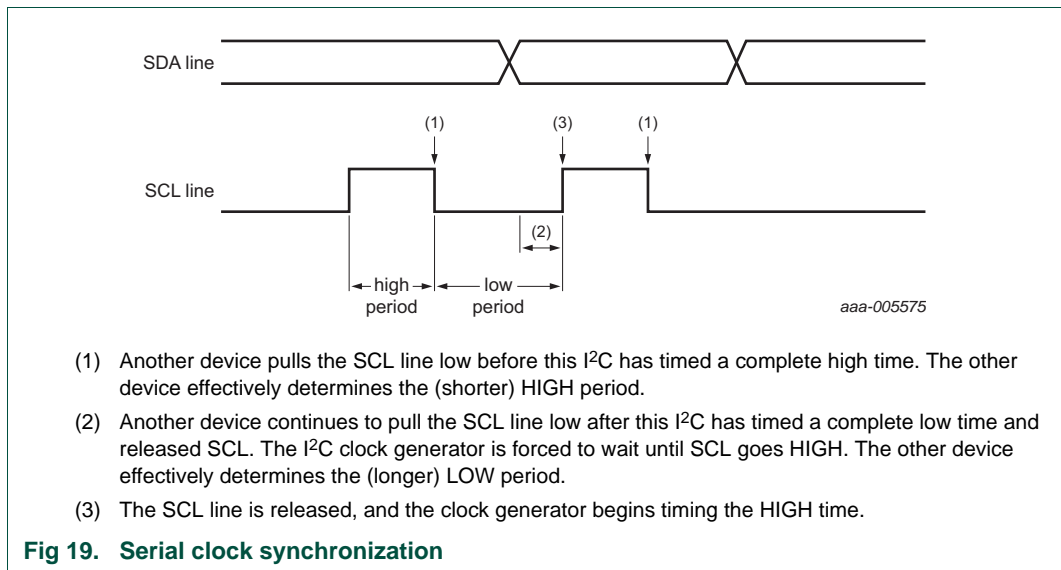 SDA line
(1)
(3)
(1)
SCL line
(2)
high
period
low
period
aaa-005575
(1) Another device pulls the SCL line low before this I²C has timed a complete high time. The other
device effectively determines the (shorter) HIGH period.
(2) Another device continues to pull the SCL line low after this I²C has timed a complete low time and
released SCL. The I²C clock generator is forced to wait until SCL goes HIGH. The other device
effectively determines the (longer) LOW period.
(3) The SCL line is released, and the clock generator begins timing the HIGH time.
Fig 19. Serial clock synchronization